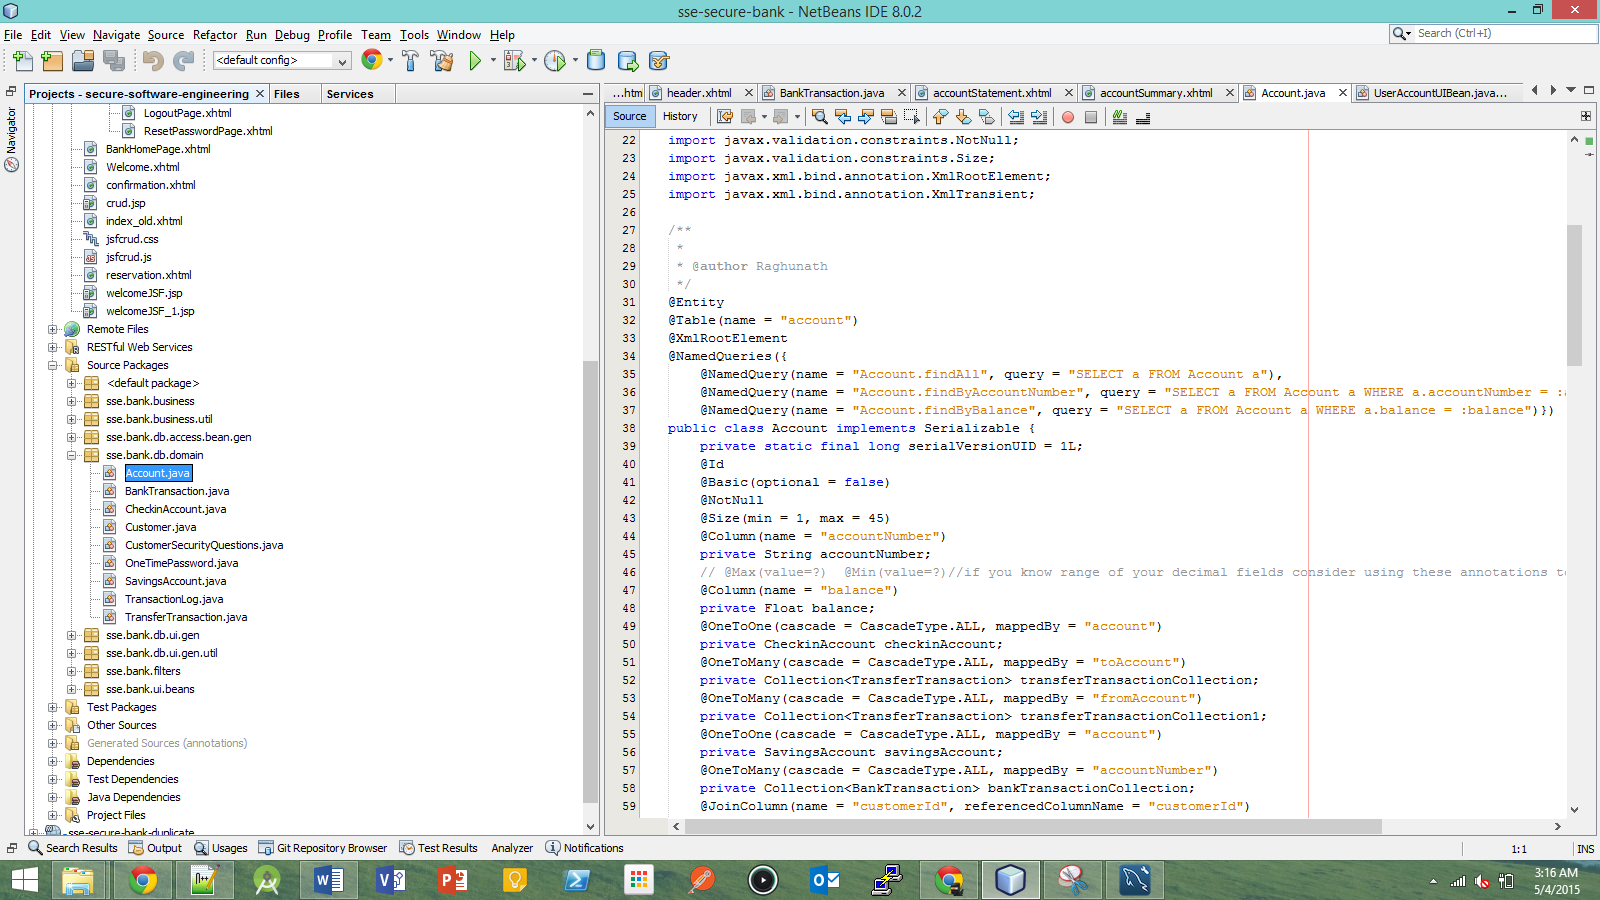 sse-secure-bank - NetBeans IDE 8.0.2
File Edit View Navigate Source Refactor Run Debug Profile Team Tools Window Help
Search (Ctrl+I)
<default config>
Projects - secure-software-engineering
Files
Services
Navigator
LogoutPage.xhtml
ResetPasswordPage.xhtml
BankHomePage.xhtml
Welcome.xhtml
confirmation.xhtml
crud.jsp
index_old.xhtml
jsfcrud.css
jsfcrud.js
reservation.xhtml
welcomeJSF.jsp
welcomeJSF_1.jsp
Remote Files
RESTful Web Services
Source Packages
<default package>
sse.bank.business
sse.bank.business.util
sse.bank.db.access.bean.gen
sse.bank.db.domain
Account.java
BankTransaction.java
CheckinAccount.java
Customer.java
CustomerSecurityQuestions.java
OneTimePassword.java
SavingsAccount.java
TransactionLog.java
TransferTransaction.java
sse.bank.db.ui.gen
sse.bank.db.ui.gen.util
sse.bank.filters
sse.bank.ui.beans
Test Packages
Other Sources
Generated Sources (annotations)
Dependencies
Test Dependencies
Java Dependencies
Project Files
sse-secure-bank-duplicate
...htm header.xhtml BankTransaction.java accountStatement.xhtml accountSummary.xhtml Account.java UserAccountUIBean.java...
Source History
22 import javax.validation.constraints.NotNull;
23 import javax.validation.constraints.Size;
24 import javax.xml.bind.annotation.XmlRootElement;
25 import javax.xml.bind.annotation.XmlTransient;
26
27 /**
28 *
29 * @author Raghunath
30 */
31 @Entity
32 @Table(name = "account")
33 @XmlRootElement
34 @NamedQueries({
35 @NamedQuery(name = "Account.findAll", query = "SELECT a FROM Account a"),
36 @NamedQuery(name = "Account.findByAccountNumber", query = "SELECT a FROM Account a WHERE a.accountNumber = :a
37 @NamedQuery(name = "Account.findByBalance", query = "SELECT a FROM Account a WHERE a.balance = :balance")})
38 public class Account implements Serializable {
39 private static final long serialVersionUID = 1L;
40 @Id
41 @Basic(optional = false)
42 @NotNull
43 @Size(min = 1, max = 45)
44 @Column(name = "accountNumber")
45 private String accountNumber;
46 // @Max(value=?)  @Min(value=?)//if you know range of your decimal fields consider using these annotations to
47 @Column(name = "balance")
48 private Float balance;
49 @OneToOne(cascade = CascadeType.ALL, mappedBy = "account")
50 private CheckinAccount checkinAccount;
51 @OneToMany(cascade = CascadeType.ALL, mappedBy = "toAccount")
52 private Collection<TransferTransaction> transferTransactionCollection;
53 @OneToMany(cascade = CascadeType.ALL, mappedBy = "fromAccount")
54 private Collection<TransferTransaction> transferTransactionCollection1;
55 @OneToOne(cascade = CascadeType.ALL, mappedBy = "account")
56 private SavingsAccount savingsAccount;
57 @OneToMany(cascade = CascadeType.ALL, mappedBy = "accountNumber")
58 private Collection<BankTransaction> bankTransactionCollection;
59 @JoinColumn(name = "customerId", referencedColumnName = "customerId")
Search Results Output Usages Git Repository Browser Test Results Analyzer Notifications
1:1 INS
3:16 AM
5/4/2015